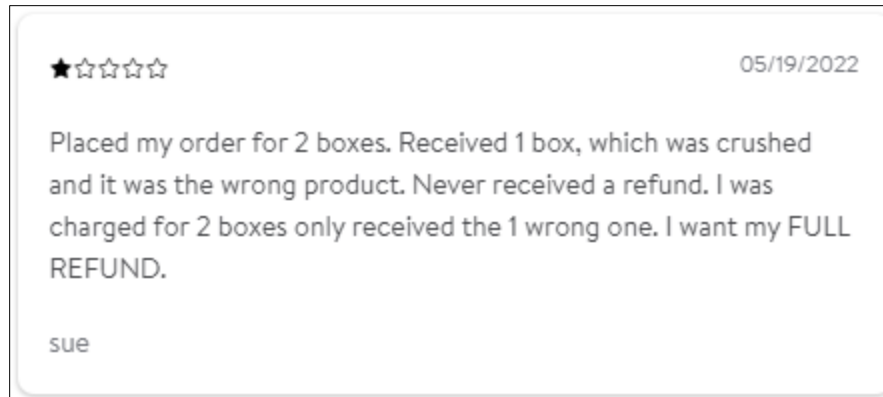 05/19/2022
Placed my order for 2 boxes. Received 1 box, which was crushed
and it was the wrong product. Never received a refund. I was
charged for 2 boxes only received the 1 wrong one. I want my FULL
REFUND.
sue